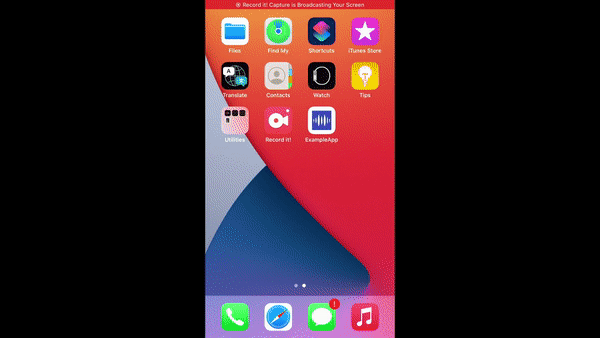 Record it! Capture is Broadcasting Your Screen
Files Find My Shortcuts iTunes Store
A
Translate Contacts Watch Tips
Utilities Record it! ExampleApp
!